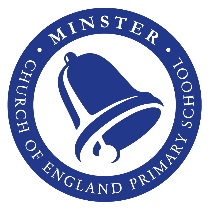 · MINSTER ·
CHURCH OF ENGLAND PRIMARY SCHOOL